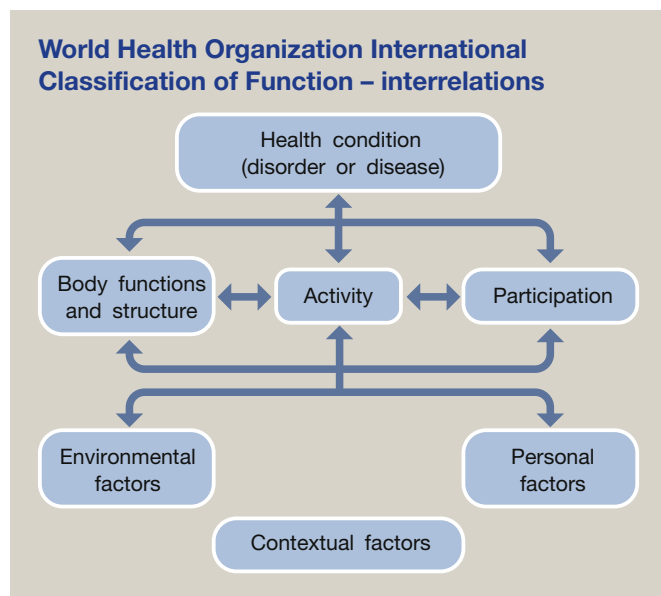 World Health Organization International
Classification of Function – interrelations
Health condition
(disorder or disease)
Body functions
and structure
Activity
Participation
Environmental
factors
Personal
factors
Contextual factors